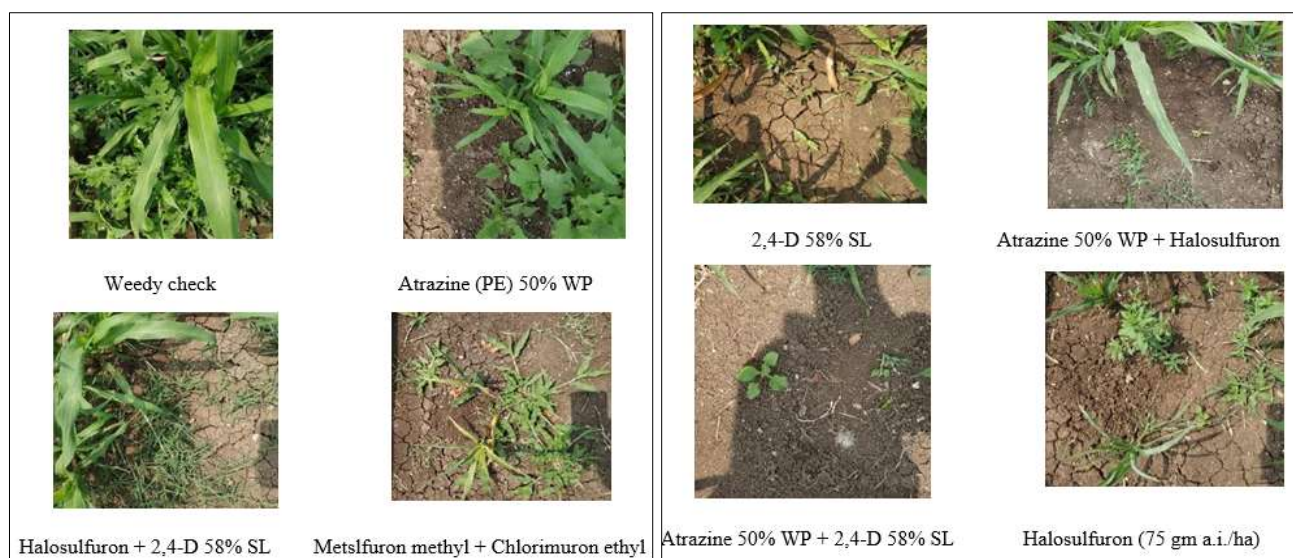 Weedy check
Atrazine (PE) 50% WP
Halosulfuron + 2,4-D 58% SL
Metslfuron methyl + Chlorimuron ethyl
2,4-D 58% SL
Atrazine 50% WP + Halosulfuron
Atrazine 50% WP + 2,4-D 58% SL
Halosulfuron (75 gm a.i./ha)